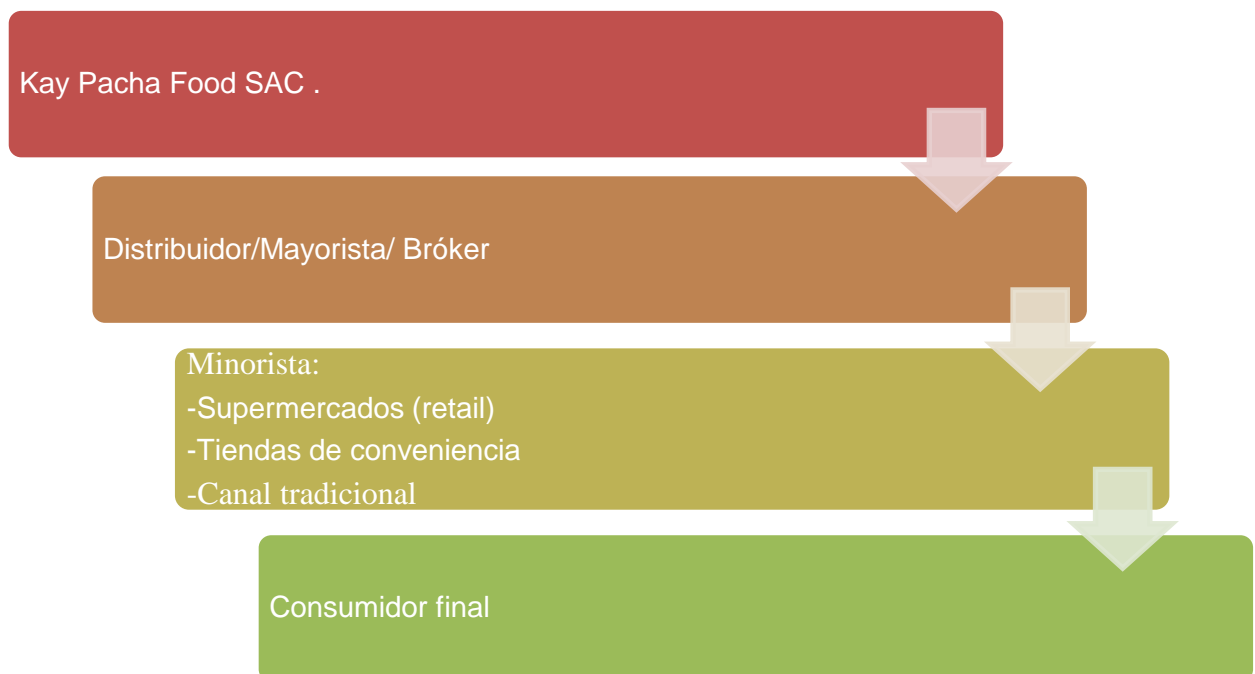 Kay Pacha Food SAC .
Distribuidor/Mayorista/ Bróker
Minorista:
-Supermercados (retail)
-Tiendas de conveniencia
-Canal tradicional
Consumidor final